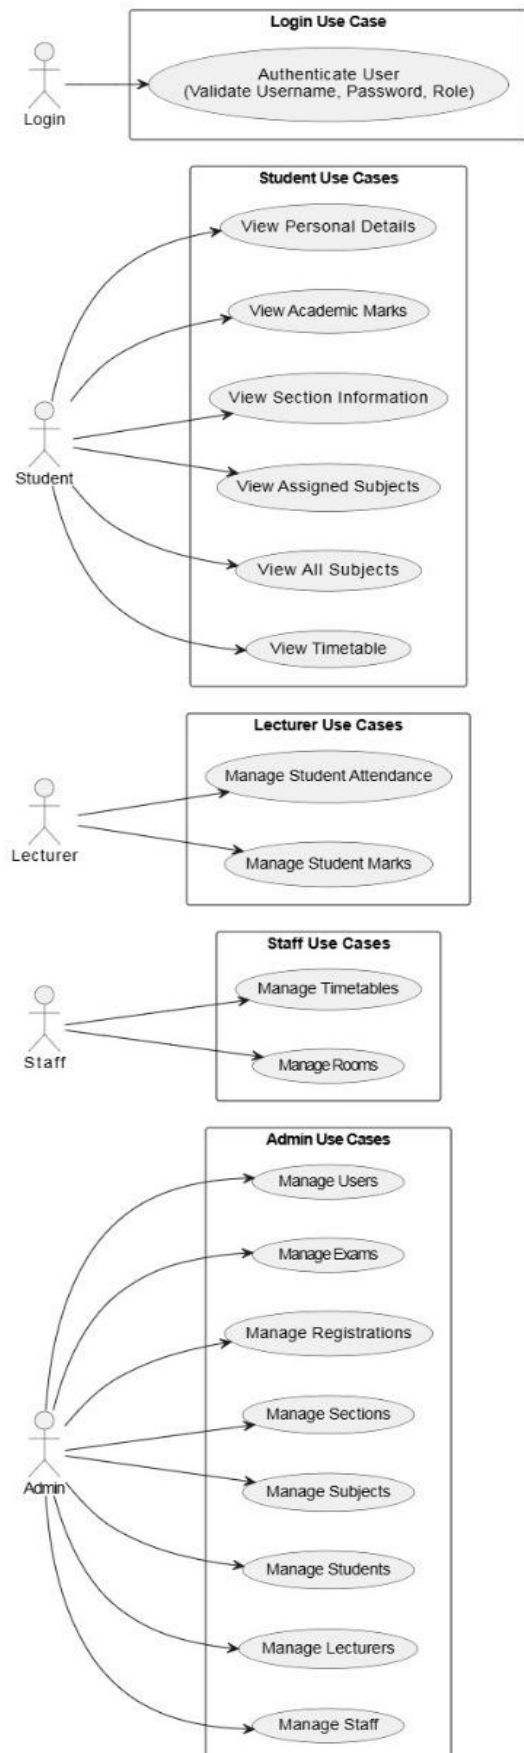 Login Use Case
Authenticate User
(Validate Username, Password, Role)
Login
Student Use Cases
View Personal Details
View Academic Marks
View Section Information
Student
View Assigned Subjects
View All Subjects
View Timetable
Lecturer Use Cases
Manage Student Attendance
Lecturer
Manage Student Marks
Staff Use Cases
Manage Timetables
Staff
Manage Rooms
Admin Use Cases
Manage Users
Manage Exams
Manage Registrations
Manage Sections
Admin
Manage Subjects
Manage Students
Manage Lecturers
Manage Staff